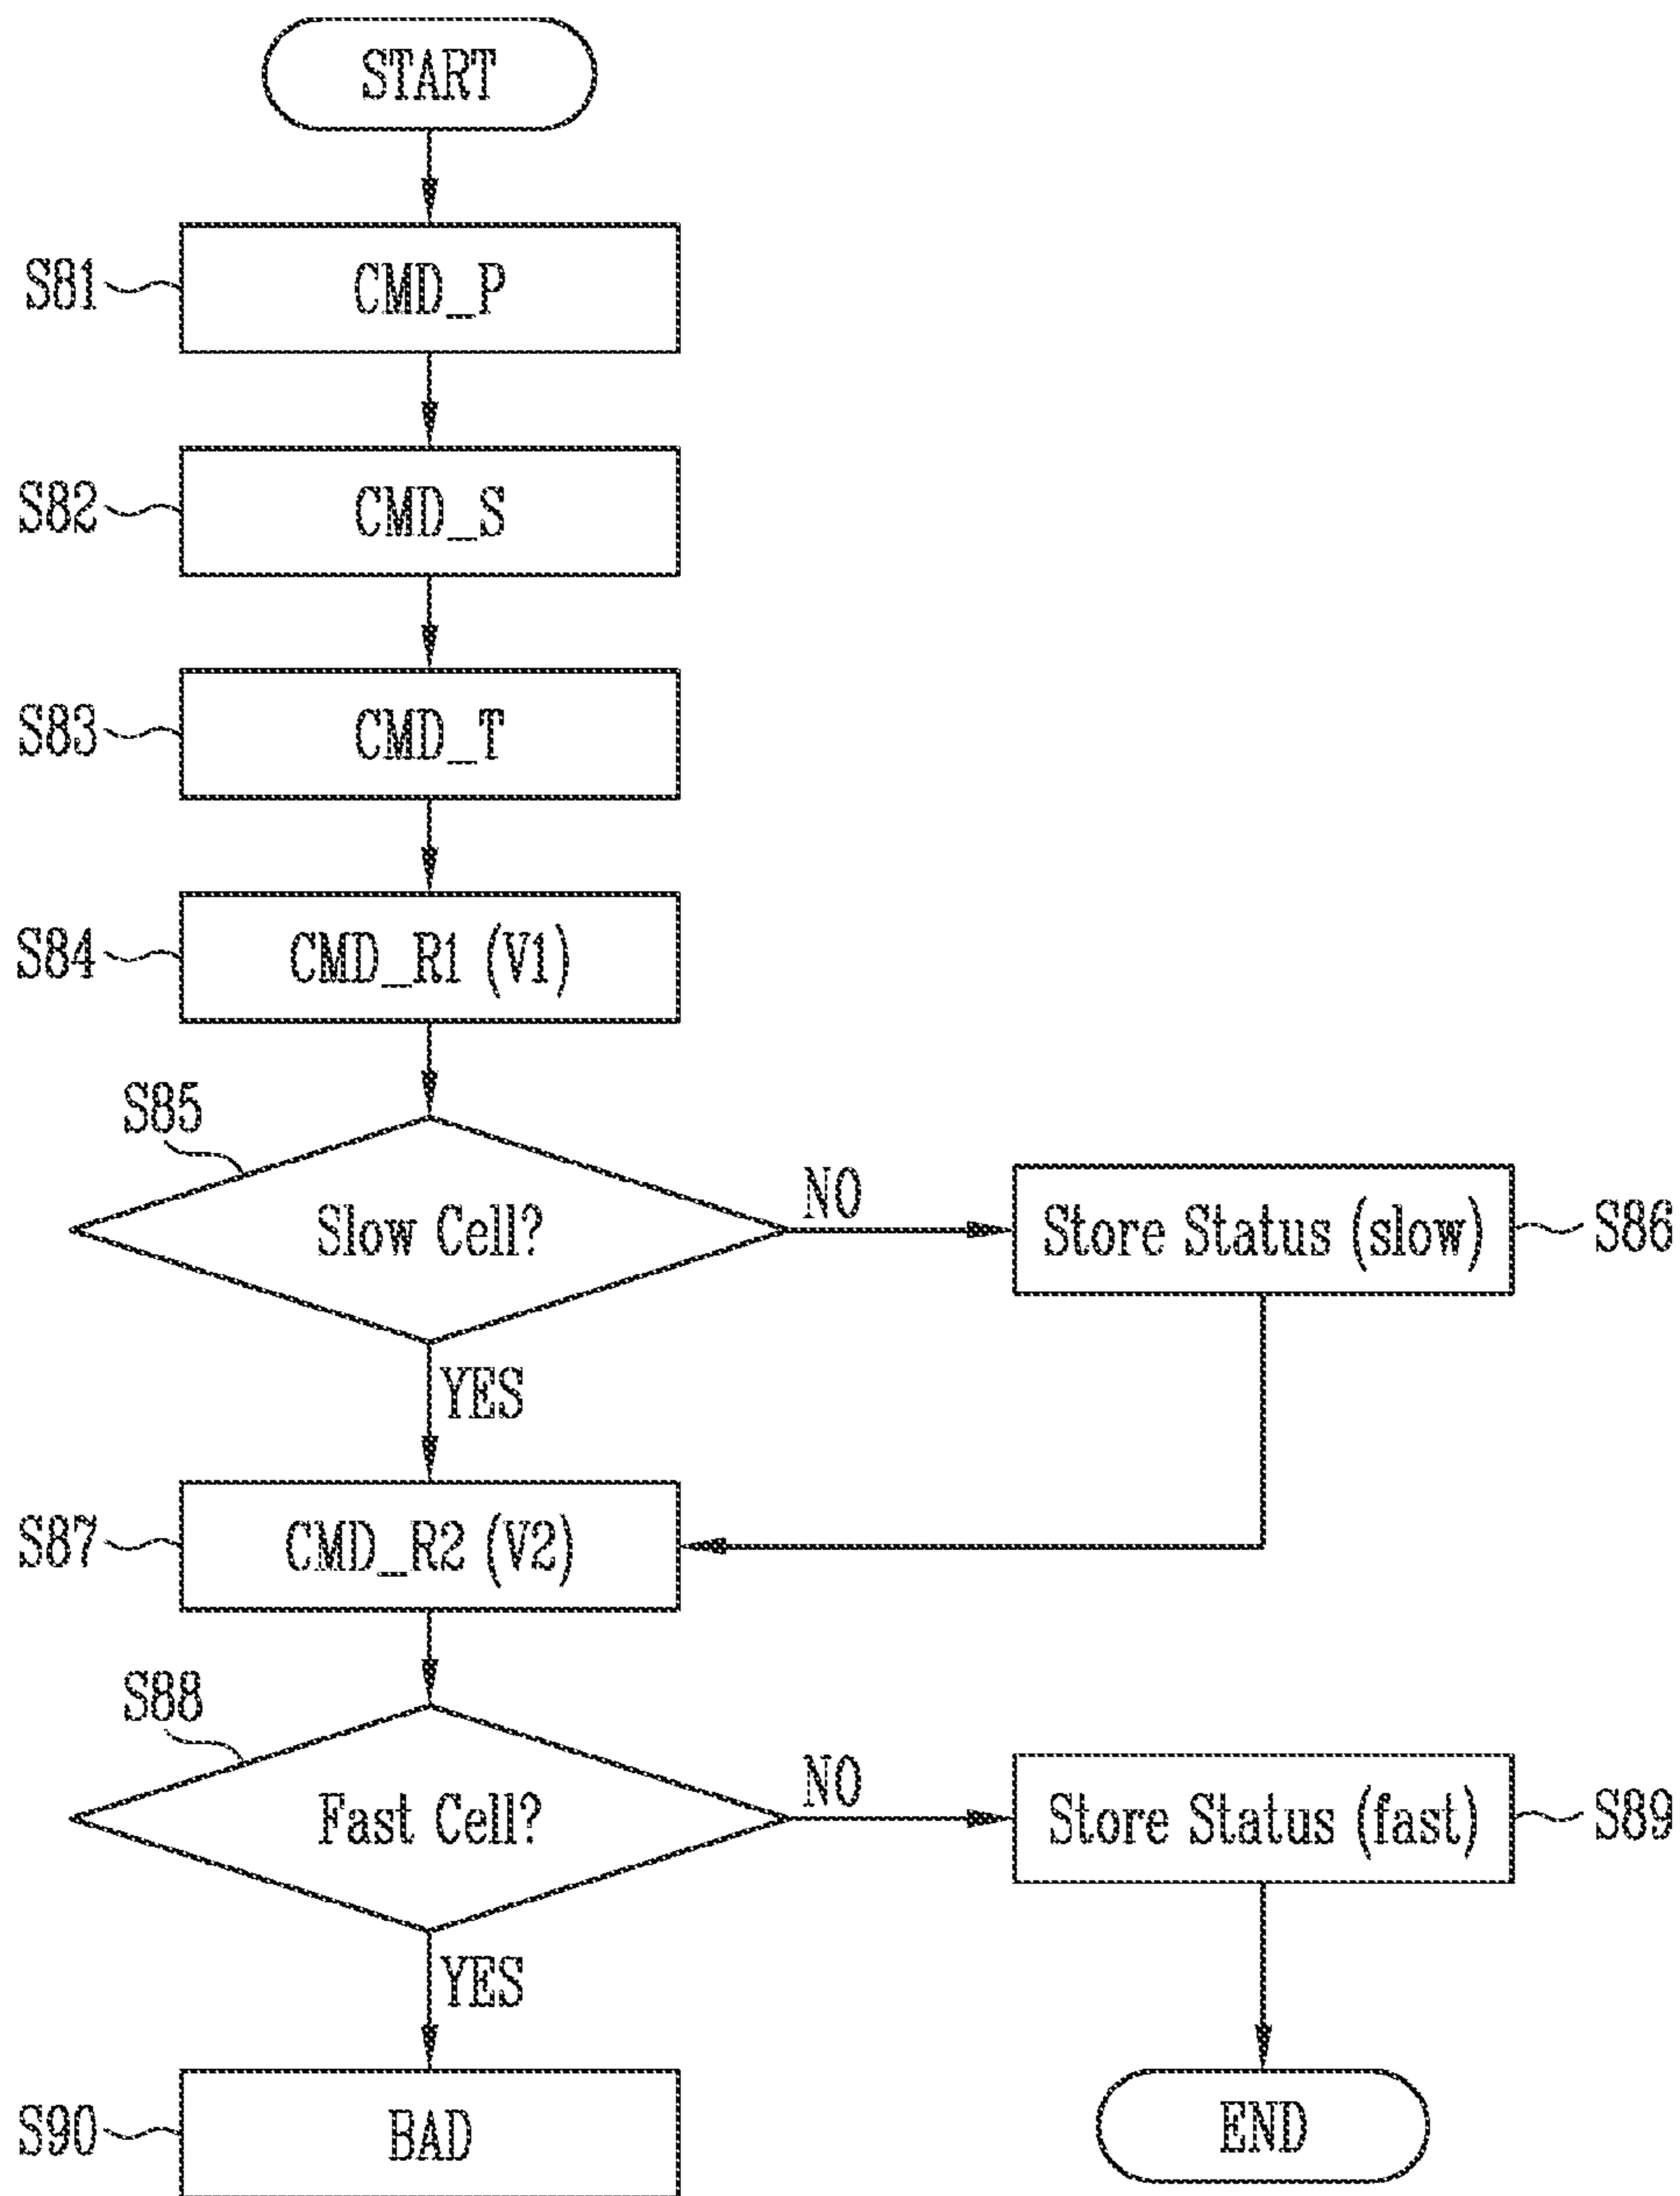 START
S81
CMD_P
S82
CMD_S
S83
CMD_T
S84
CMD_R1 (V1)
S85
Slow Cell?
NO
Store Status (slow)
S86
YES
S87
CMD_R2 (V2)
S88
Fast Cell?
NO
Store Status (fast)
S89
YES
S90
BAD
END